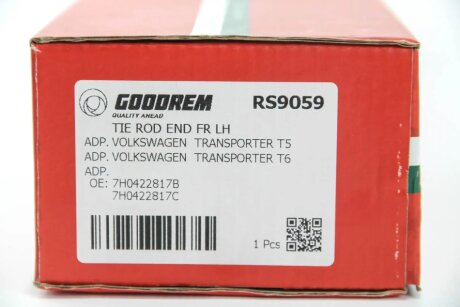 GOODREM RS9059
QUALITY AHEAD
TIE ROD END FR LH
ADP. VOLKSWAGEN TRANSPORTER T5
ADP. VOLKSWAGEN TRANSPORTER T6
ADP.
OE: 7H0422817B
7H0422817C
1 Pcs